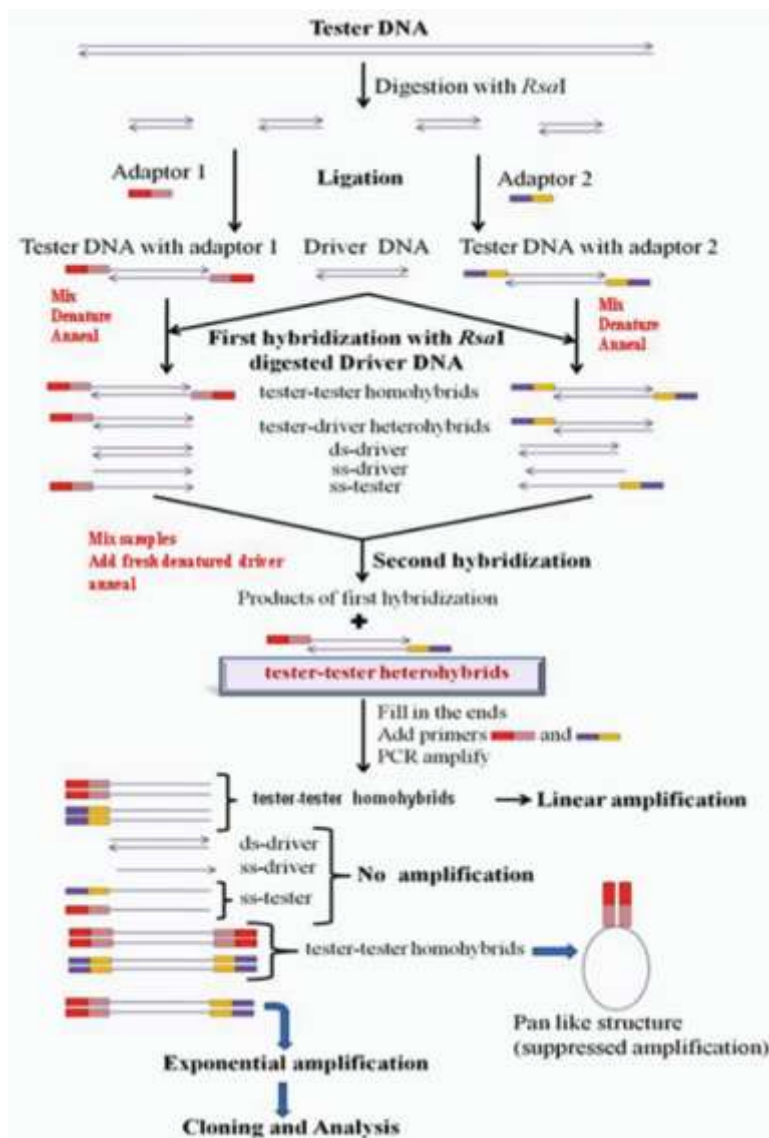 Tester DNA
Digestion with RsaI
Adaptor 1
Ligation
Adaptor 2
Tester DNA with adaptor 1
Driver DNA
Tester DNA with adaptor 2
Mix
Denature
Anneal
Mix
Denature
Anneal
First hybridization with RsaI
digested Driver DNA
tester-tester homohybrids
tester-driver heterohybrids
ds-driver
ss-driver
ss-tester
Mix samples
Add fresh denatured driver
anneal
Second hybridization
Products of first hybridization
+
tester-tester heterohybrids
Fill in the ends
Add primers and
PCR amplify
tester-tester homohybrids
Linear amplification
ds-driver
ss-driver
No amplification
ss-tester
tester-tester homohybrids
Pan like structure
(suppressed amplification)
Exponential amplification
Cloning and Analysis